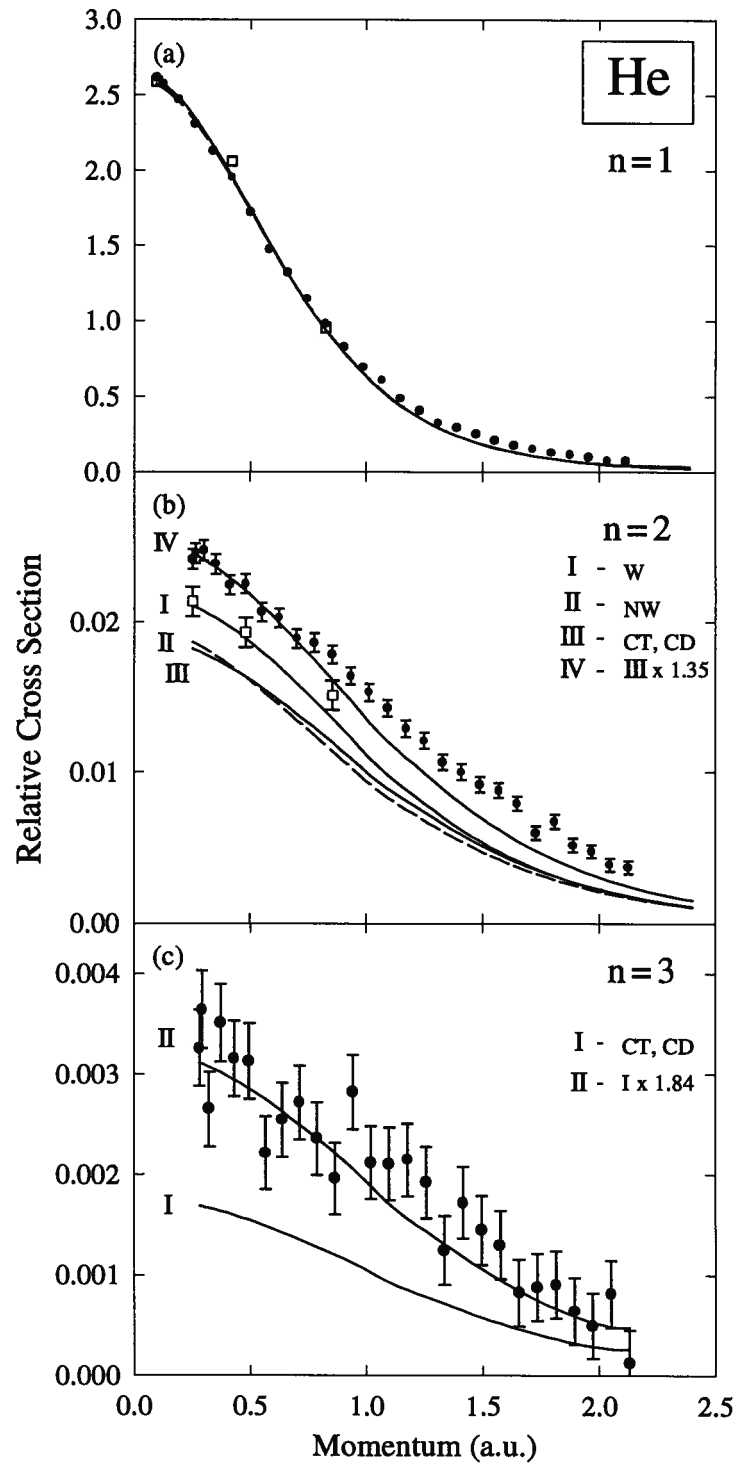 3.0
(a)
He
2.5
n=1
2.0
1.5
1.0
0.5
0.0
(b)
n=2
IV
I - W
I
II - NW
0.02
II
III - CT, CD
III
IV - III x 1.35
Relative Cross Section
0.01
0.00
(c)
n=3
0.004
II
I - CT, CD
0.003
II - I x 1.84
0.002
I
0.001
0.000
0.0 0.5 1.0 1.5 2.0 2.5
Momentum (a.u.)